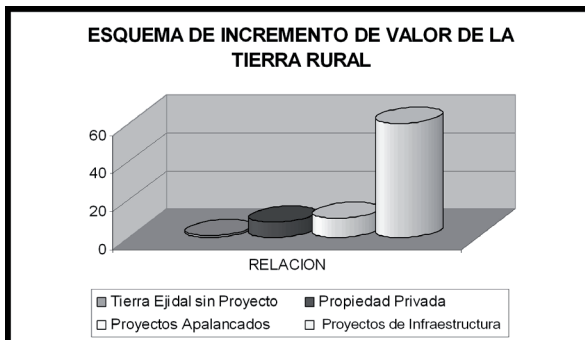 ESQUEMA DE INCREMENTO DE VALOR DE LA
TIERRA RURAL
60
40
20
0
RELACION
Tierra Ejidal sin Proyecto
Propiedad Privada
Proyectos Apalancados
Proyectos de Infraestructura